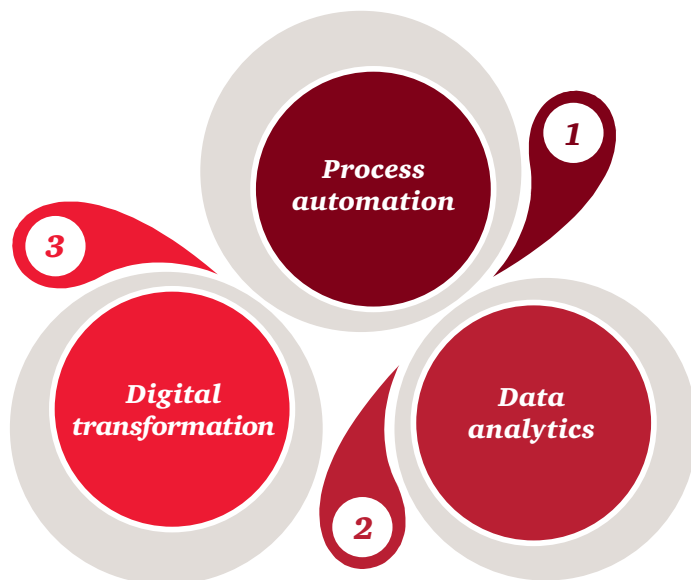 1
Process
automation
2
Data
analytics
3
Digital
transformation